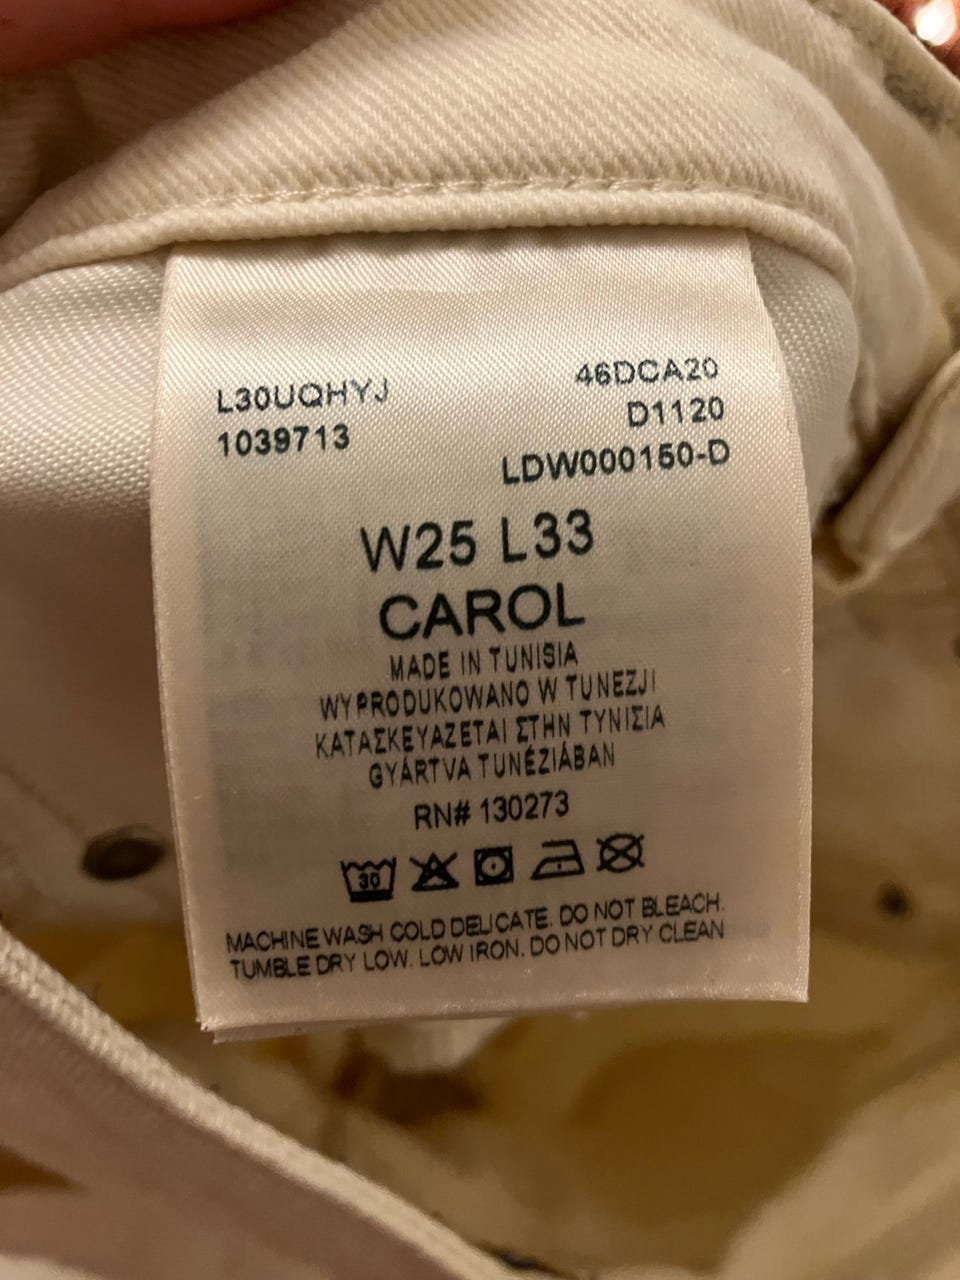 L30UQHYJ 46DCA20
1039713 D1120
LDW000150-D
W25 L33
CAROL
MADE IN TUNISIA
WYPRODUKOWANO W TUNEZJI
ΚΑΤΑΣΚΕΥΑΖΕΤΑΙ ΣΤΗΝ ΤΥΝΙΣΙΑ
GYÁRTVA TUNÉZIÁBAN
RN# 130273
30
MACHINE WASH COLD DELICATE. DO NOT BLEACH.
TUMBLE DRY LOW. LOW IRON. DO NOT DRY CLEAN